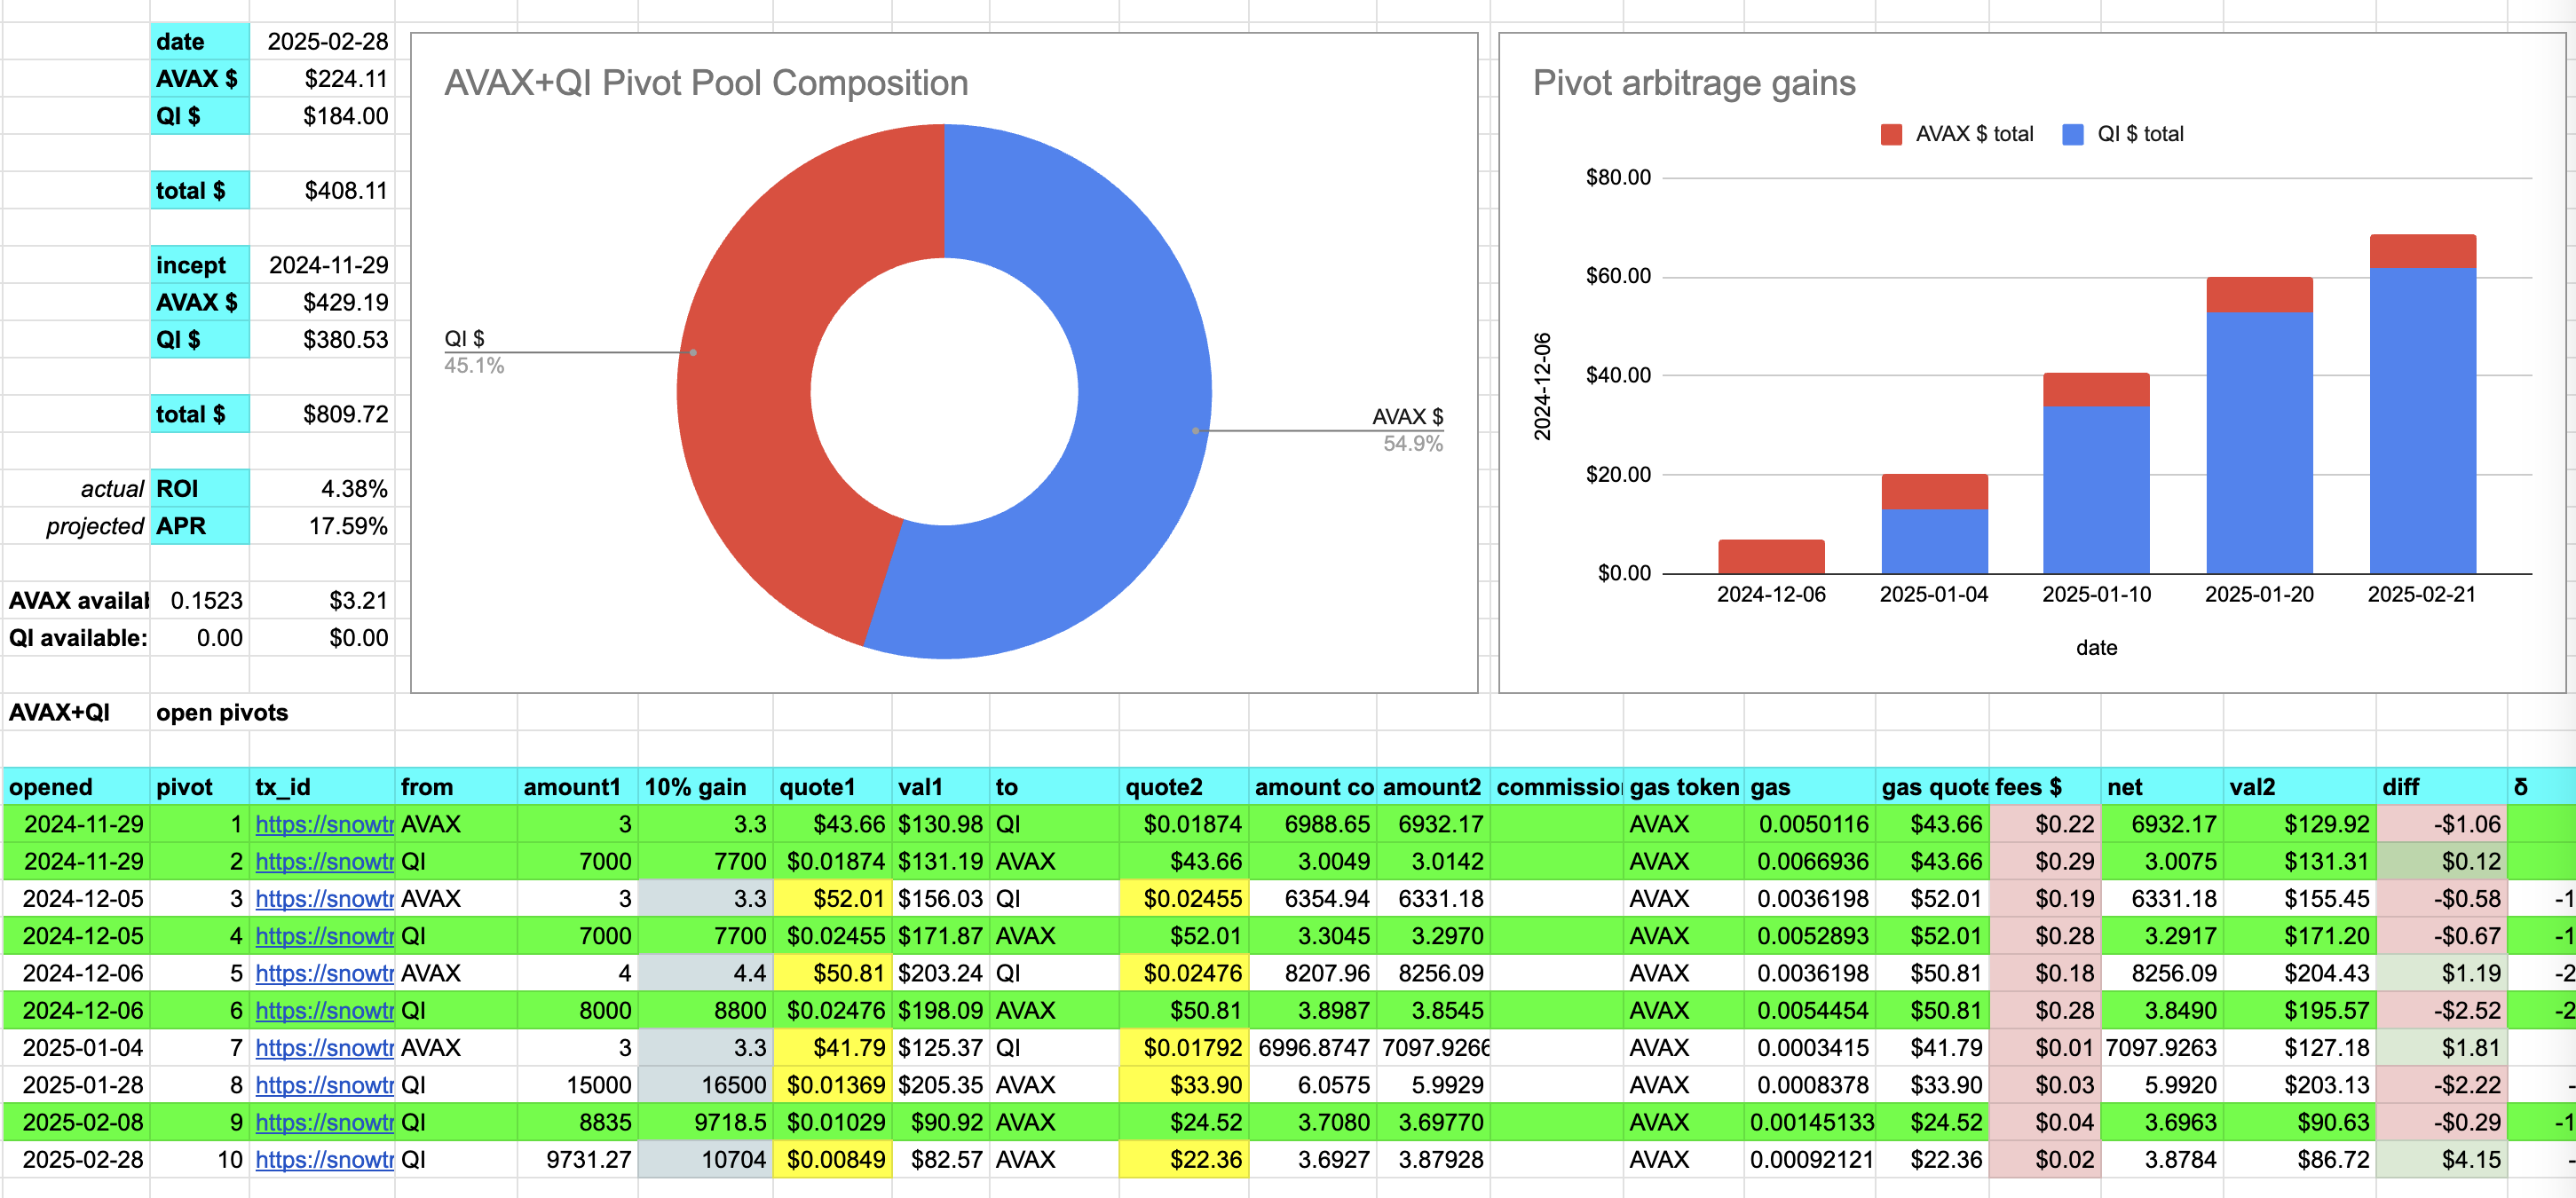 date 2025-02-28
AVAX $ $224.11
QI $ $184.00
total $ $408.11
incept 2024-11-29
AVAX $ $429.19
QI $ $380.53
total $ $809.72
actual ROI 4.38%
projected APR 17.59%
AVAX availab 0.1523 $3.21
QI available: 0.00 $0.00
AVAX+QI Pivot Pool Composition
QI $
45.1%
AVAX $
54.9%
Pivot arbitrage gains
AVAX $ total QI $ total
$80.00
$60.00
$40.00
$20.00
$0.00
2024-12-06
2024-12-06 2025-01-04 2025-01-10 2025-01-20 2025-02-21
date
AVAX+QI open pivots
opened pivot tx_id from amount1 10% gain quote1 val1 to quote2 amount co amount2 commission gas token gas gas quote fees $ net val2 diff δ
2024-11-29 1 https://snowtr AVAX 3 3.3 $43.66 $130.98 QI $0.01874 6988.65 6932.17 AVAX 0.0050116 $43.66 $0.22 6932.17 $129.92 -$1.06
2024-11-29 2 https://snowtr QI 7000 7700 $0.01874 $131.19 AVAX $43.66 3.0049 3.0142 AVAX 0.0066936 $43.66 $0.29 3.0075 $131.31 $0.12
2024-12-05 3 https://snowtr AVAX 3 3.3 $52.01 $156.03 QI $0.02455 6354.94 6331.18 AVAX 0.0036198 $52.01 $0.19 6331.18 $155.45 -$0.58 -1
2024-12-05 4 https://snowtr QI 7000 7700 $0.02455 $171.87 AVAX $52.01 3.3045 3.2970 AVAX 0.0052893 $52.01 $0.28 3.2917 $171.20 -$0.67 -1
2024-12-06 5 https://snowtr AVAX 4 4.4 $50.81 $203.24 QI $0.02476 8207.96 8256.09 AVAX 0.0036198 $50.81 $0.18 8256.09 $204.43 $1.19 -2
2024-12-06 6 https://snowtr QI 8000 8800 $0.02476 $198.09 AVAX $50.81 3.8987 3.8545 AVAX 0.0054454 $50.81 $0.28 3.8490 $195.57 -$2.52 -2
2025-01-04 7 https://snowtr AVAX 3 3.3 $41.79 $125.37 QI $0.01792 6996.8747 7097.9266 AVAX 0.0003415 $41.79 $0.01 7097.9263 $127.18 $1.81
2025-01-28 8 https://snowtr QI 15000 16500 $0.01369 $205.35 AVAX $33.90 6.0575 5.9929 AVAX 0.0008378 $33.90 $0.03 5.9920 $203.13 -$2.22 -
2025-02-08 9 https://snowtr QI 8835 9718.5 $0.01029 $90.92 AVAX $24.52 3.7080 3.69770 AVAX 0.00145133 $24.52 $0.04 3.6963 $90.63 -$0.29 -1
2025-02-28 10 https://snowtr QI 9731.27 10704 $0.00849 $82.57 AVAX $22.36 3.6927 3.87928 AVAX 0.00092121 $22.36 $0.02 3.8784 $86.72 $4.15 -